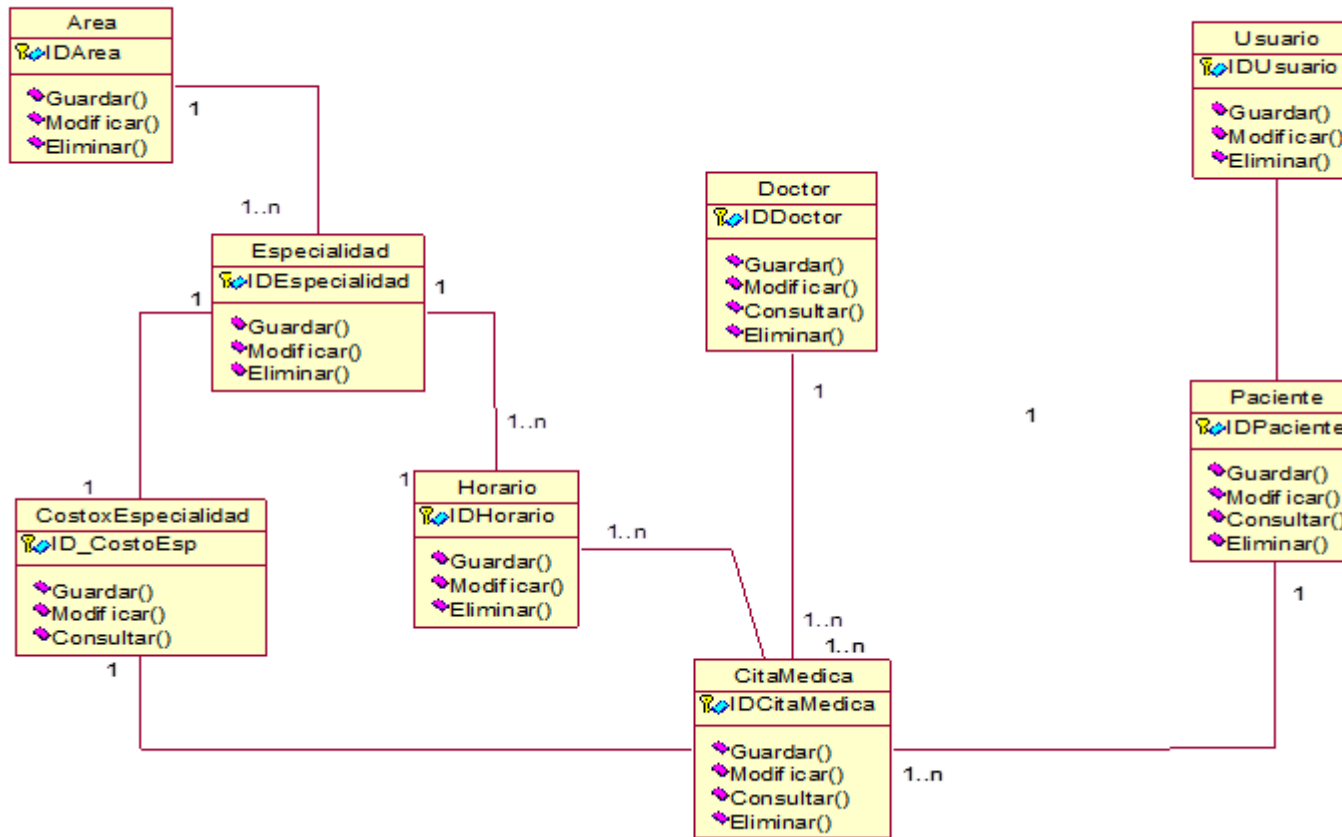 Area
IDArea
Guardar()
Modificar()
Eliminar()
1
1..n
Usuario
IDUsuario
Guardar()
Modificar()
Eliminar()
Doctor
IDDoctor
Guardar()
Modificar()
Consultar()
Eliminar()
1
1
Especialidad
IDEspecialidad
Guardar()
Modificar()
Eliminar()
1
1
1..n
1
1
Paciente
IDPaciente
Guardar()
Modificar()
Consultar()
Eliminar()
1
CostoxEspecialidad
ID_CostoEsp
Guardar()
Modificar()
Consultar()
1
Horario
IDHorario
Guardar()
Modificar()
Eliminar()
1..n
1..n
1..n
CitaMedica
IDCitaMedica
Guardar()
Modificar()
Consultar()
Eliminar()
1..n